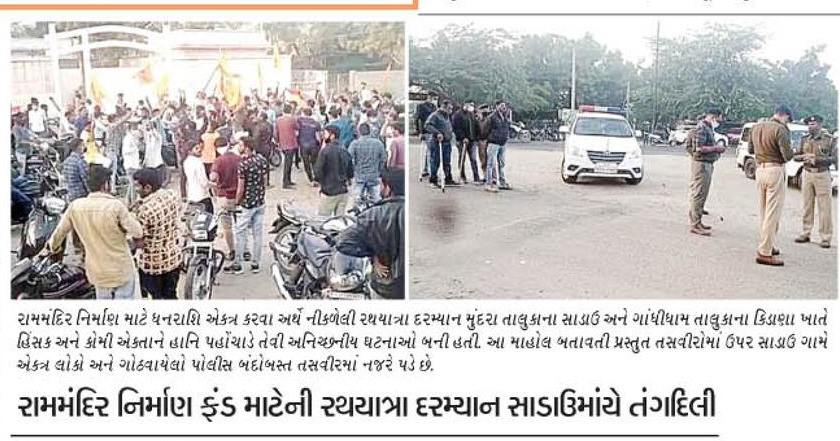 રામમંદિર નિર્માણ માટે ધનરાશિ એકત્ર કરવા અર્થે નીકળેલી રથયાત્રા દરમ્યાન મુંદરા તાલુકાના સાડાઉ અને ગાંધીધામ તાલુકાના કિડાણા ખાતે
હિંસક અને કોમી એક્તાને હાનિ પહોંચાડે તેવી અનિચ્છનીય ઘટનાઓ બની હતી. આ માહોલ બતાવતી પ્રસ્તુત તસવીરોમાં ઉપર સાડાઉ ગામે
એકત્ર લોકો અને ગોઠવાયેલો પોલીસ બંદોબસ્ત તસવીરમાં નજરે પડે છે.
રામમંદિર નિર્માણ ફંડ માટેની રથયાત્રા દરમ્યાન સાડાઉમાંયે તંગદિલી